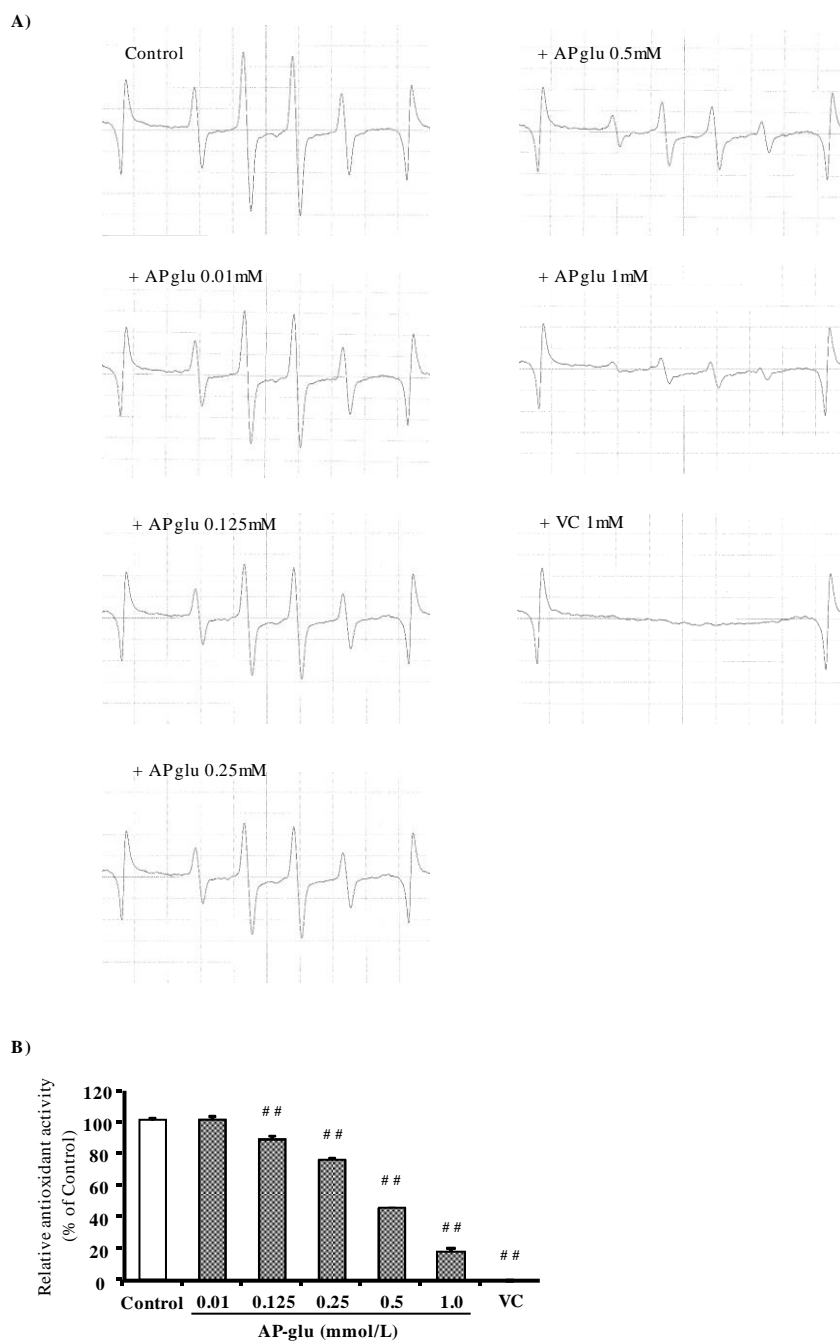 A)
Control
+ APglu 0.01mM
+ APglu 0.125mM
+ APglu 0.25mM
+ APglu 0.5mM
+ APglu 1mM
+ VC 1mM
B)
Relative antioxidant activity
(% of Control)
120
100
80
60
40
20
0
##
##
##
##
##
Control 0.01 0.125 0.25 0.5 1.0 VC
AP-glu (mmol/L)